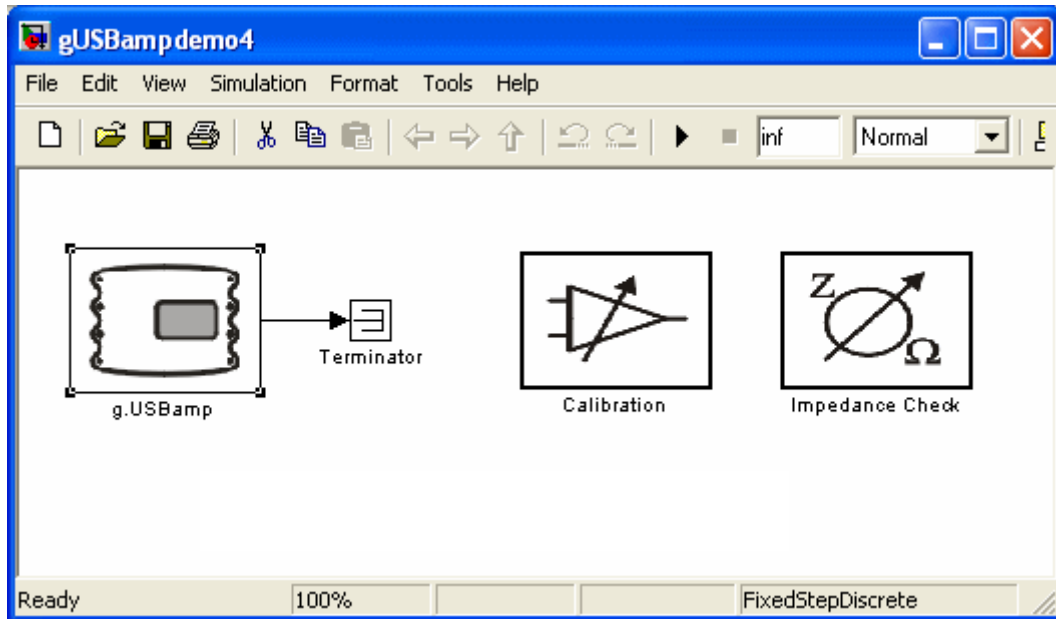 gUSBampdemo4
File Edit View Simulation Format Tools Help
inf Normal
Z
Ω
Terminator
g.USBamp Calibration Impedance Check
Ready 100% FixedStepDiscrete